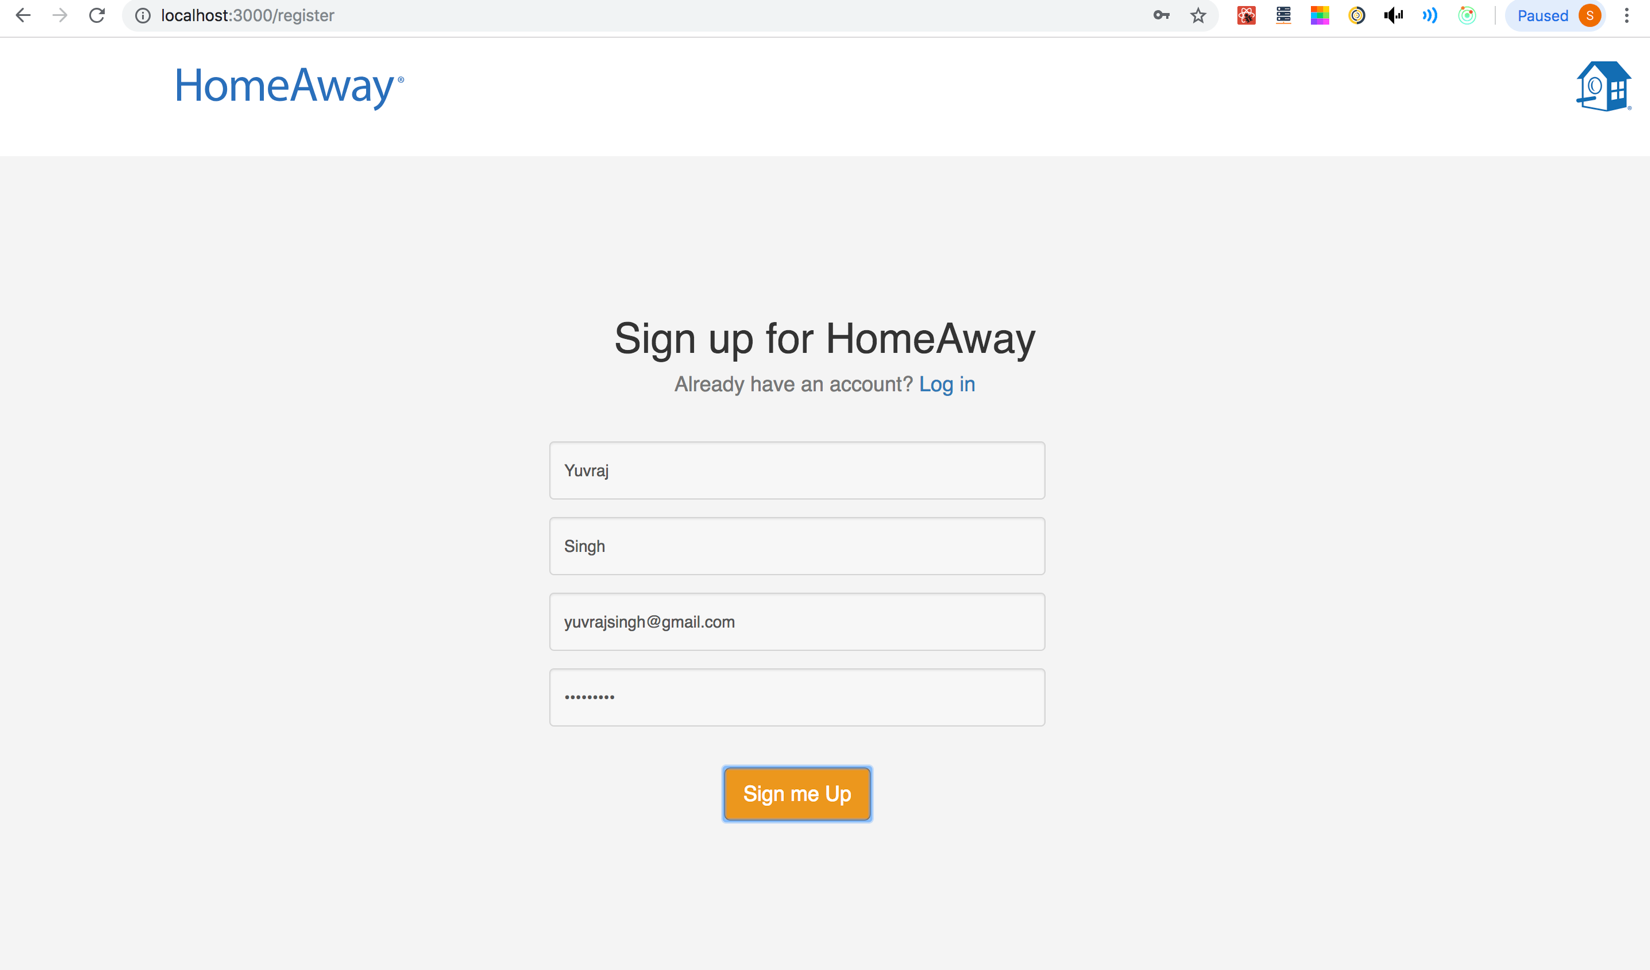 localhost:3000/register
Paused
S
HomeAway®
Sign up for HomeAway
Already have an account? Log in
Yuvraj
Singh
yuvrajsingh@gmail.com
•••••••••
Sign me Up